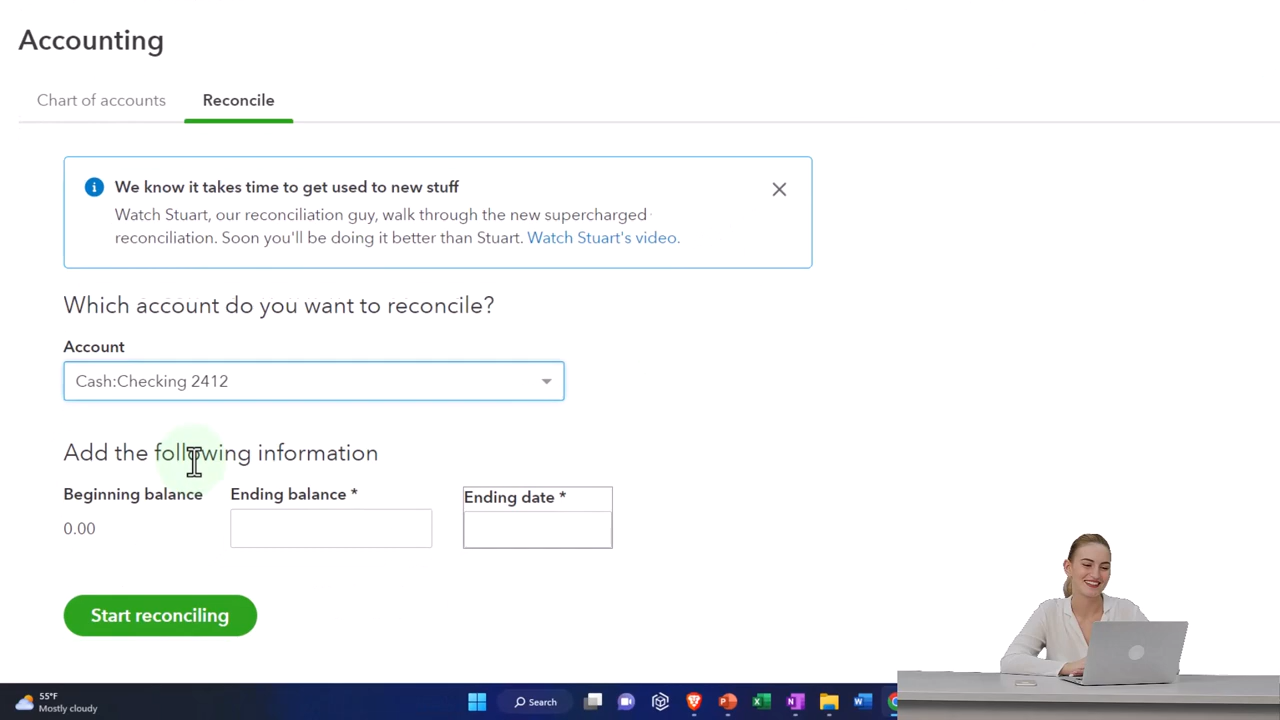 Accounting
Chart of accounts
Reconcile
We know it takes time to get used to new stuff
Watch Stuart, our reconciliation guy, walk through the new supercharged
reconciliation. Soon you'll be doing it better than Stuart. Watch Stuart's video.
Which account do you want to reconcile?
Account
Cash:Checking 2412
Add the following information
Beginning balance
Ending balance *
Ending date *
0.00
Start reconciling
55°F
Mostly cloudy
Search